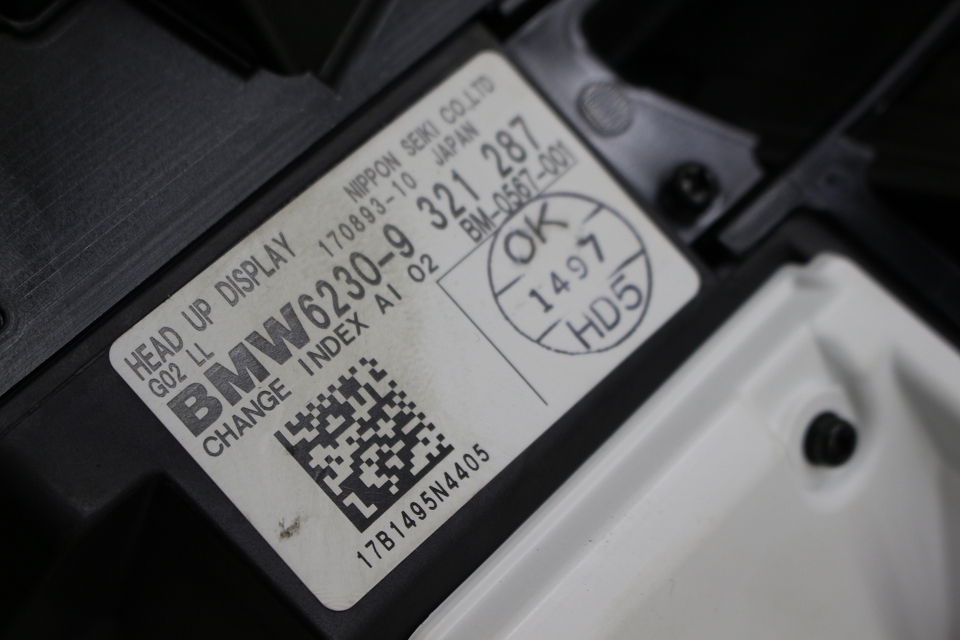 HEAD UP DISPLAY NIPPON SEIKI CO.,LTD
G02 LL 170893-10 JAPAN
BMW6230-9 321 287
CHANGE INDEX AI 02 BM-0567-001
OK
1497
HD5
17B1495N4405